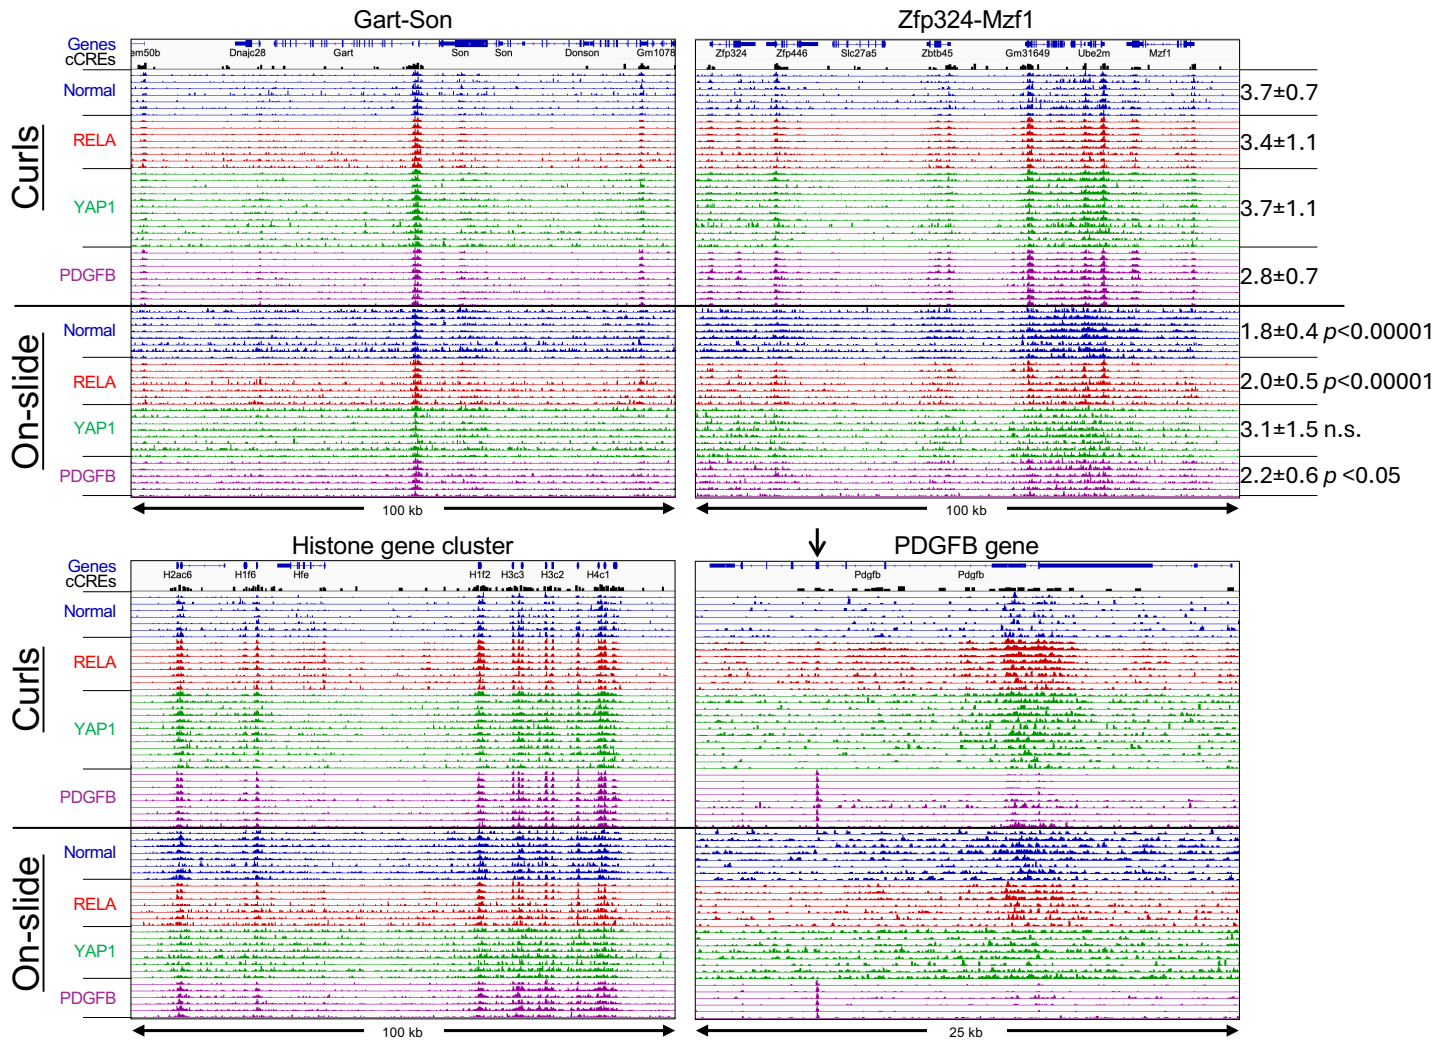 Gart-Son
Zfp324-Mzf1
Genes
cCREs
em50b Dnajc28 Gart Son Son Donson Gm1078
Zfp324 Zfp446 Slc27a5 Zbtb45 Gm31649 Ube2m Mzf1
Curls
Normal
3.7±0.7
RELA
3.4±1.1
YAP1
3.7±1.1
PDGFB
2.8±0.7
On-slide
Normal
1.8±0.4 p<0.00001
RELA
2.0±0.5 p<0.00001
YAP1
3.1±1.5 n.s.
PDGFB
2.2±0.6 p <0.05
100 kb
100 kb
Histone gene cluster
PDGFB gene
Genes
cCREs
H2ac6 H1f6 Hfe H1f2 H3c3 H3c2 H4c1
Pdgfb Pdgfb
Curls
Normal
RELA
YAP1
PDGFB
On-slide
Normal
RELA
YAP1
PDGFB
100 kb
25 kb